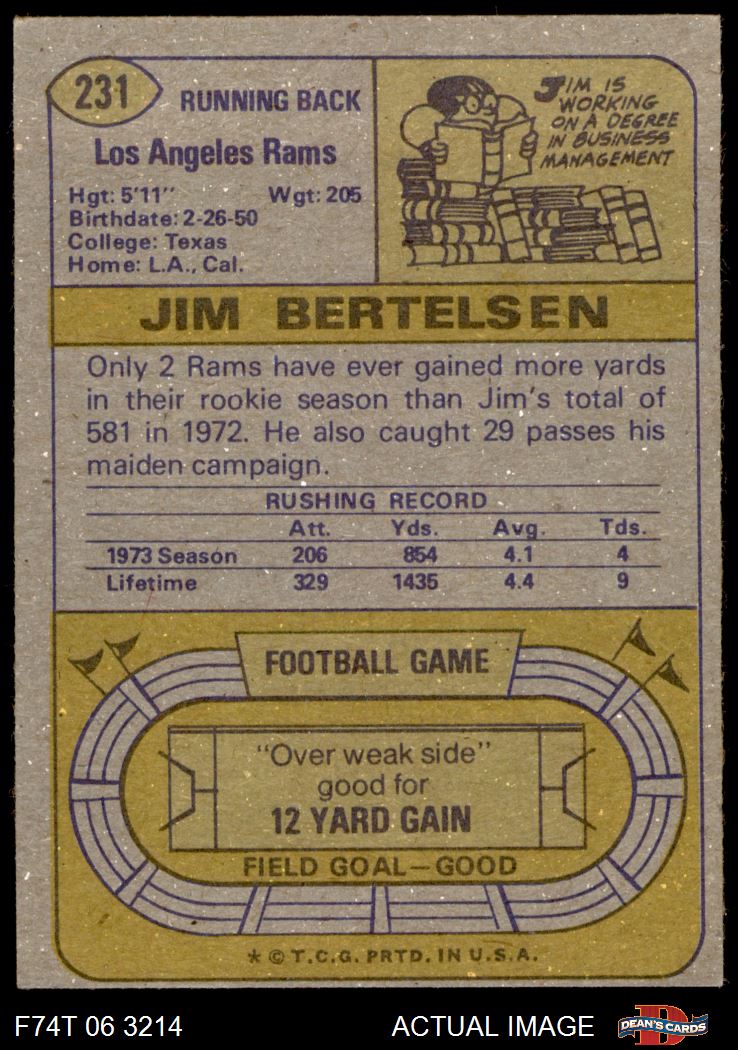 231
RUNNING BACK
Los Angeles Rams
Hgt: 5'11" Wgt: 205
Birthdate: 2-26-50
College: Texas
Home: L.A., Cal.
JIM IS
WORKING
ON A DEGREE
IN BUSINESS
MANAGEMENT
JIM BERTELSEN
Only 2 Rams have ever gained more yards
in their rookie season than Jim's total of
581 in 1972. He also caught 29 passes his
maiden campaign.
RUSHING RECORD
Att. Yds. Avg. Tds.
1973 Season 206 854 4.1 4
Lifetime 329 1435 4.4 9
FOOTBALL GAME
"Over weak side"
good for
12 YARD GAIN
FIELD GOAL—GOOD
* © T.C.G. PRTD. IN U.S.A.
F74T 06 3214 ACTUAL IMAGE
D
DEAN'S CARDS